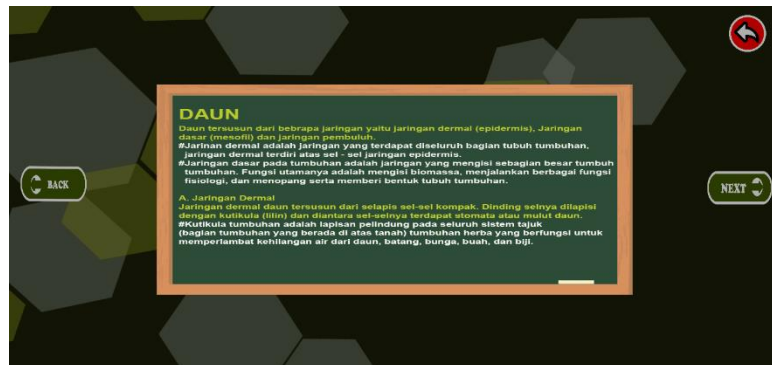 DAUN
Daun tersusun dari bebrapa jaringan yaitu jaringan dermal (epidermis), Jaringan
dasar (mesofil) dan jaringan pembuluh.
#Jarinan dermal adalah jaringan yang terdapat diseluruh bagian tubuh tumbuhan,
jaringan dermal terdiri atas sel - sel jaringan epidermis.
#Jaringan dasar pada tumbuhan adalah jaringan yang mengisi sebagian besar tumbuh
tumbuhan. Fungsi utamanya adalah mengisi biomassa, menjalankan berbagai fungsi
fisiologi, dan menopang serta memberi bentuk tubuh tumbuhan.
A. Jaringan Dermal
Jaringan dermal daun tersusun dari selapis sel-sel kompak. Dinding selnya dilapisi
dengan kutikula (lilin) dan diantara sel-selnya terdapat stomata atau mulut daun.
#Kutikula tumbuhan adalah lapisan pelindung pada seluruh sistem tajuk
(bagian tumbuhan yang berada di atas tanah) tumbuhan herba yang berfungsi untuk
memperlambat kehilangan air dari daun, batang, bunga, buah, dan biji.
BACK
NEXT